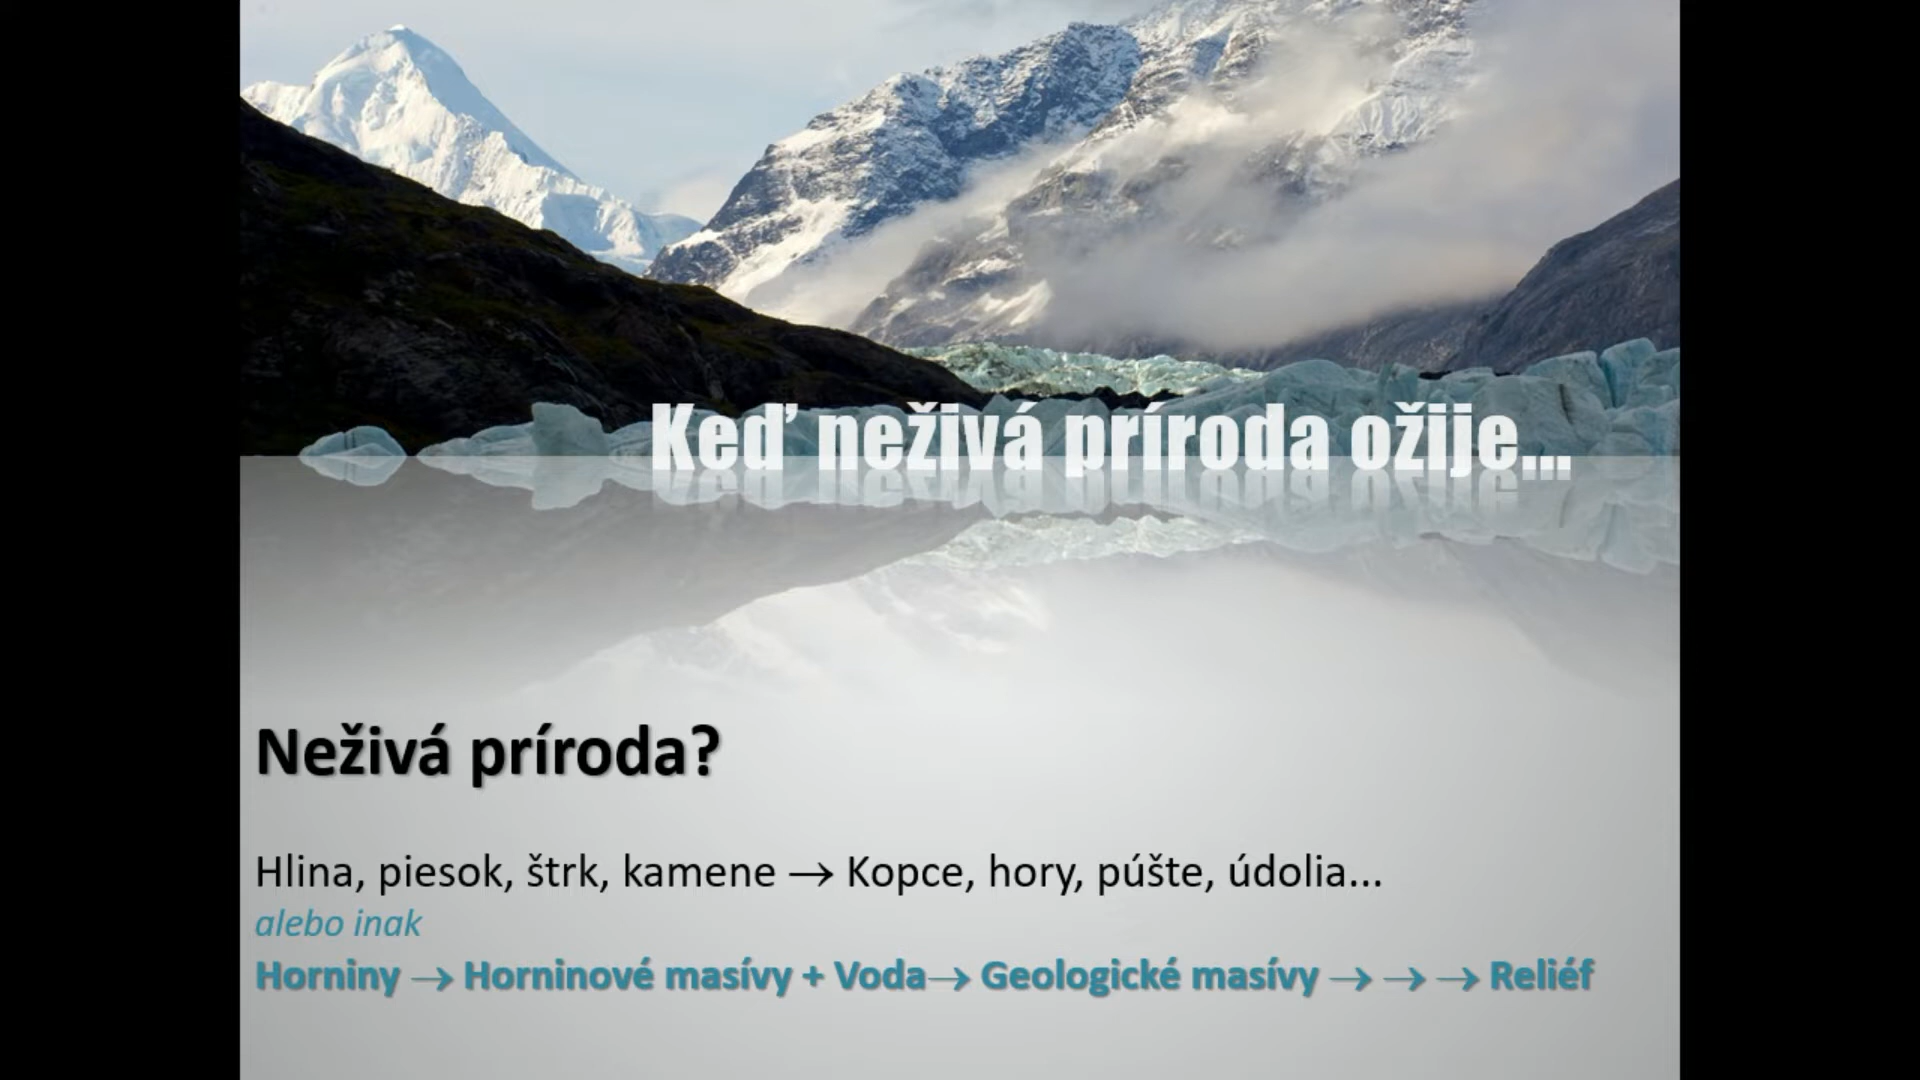 Keď neživá príroda ožije...
Neživá príroda?
Hlina, piesok, štrk, kamene → Kopce, hory, púšte, údolia...
alebo inak
Horniny → Horninové masívy + Voda→ Geologické masívy → → → Reliéf